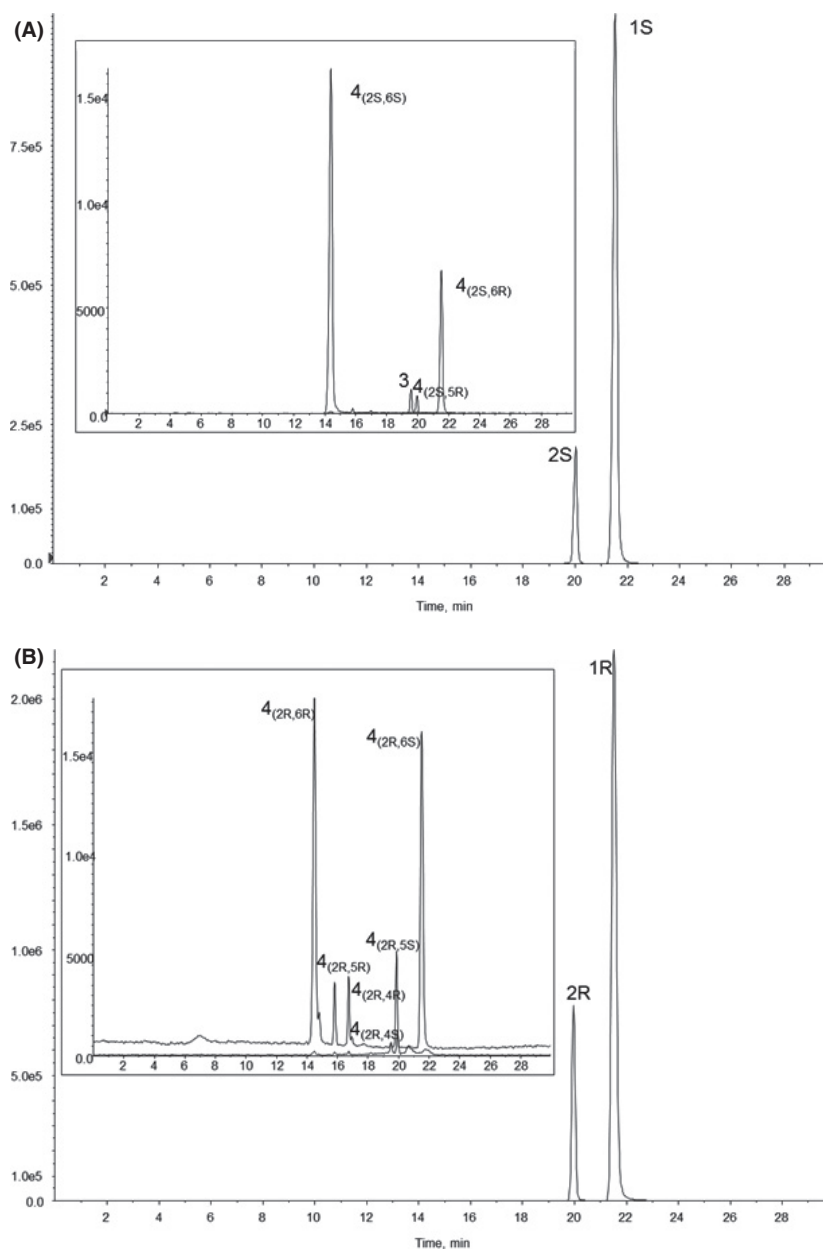 (A)
1S
7.5e5
5.0e5
2.5e5
1.0e5
0.0
2S
1.5e4
1.0e4
5000
0.0
4(2S,6S)
4(2S,6R)
3 4(2S,5R)
2 4 6 8 10 12 14 16 18 20 22 24 26 28
2 4 6 8 10 12 14 16 18 20 22 24 26 28
Time, min
(B)
1R
2.0e6
1.5e6
1.0e6
5.0e5
1.0e5
0.0
2R
1.5e4
1.0e4
5000
0.0
4(2R,6R)
4(2R,6S)
4(2R,5R)
4(2R,5S)
4(2R,4R)
4(2R,4S)
2 4 6 8 10 12 14 16 18 20 22 24 26 28
2 4 6 8 10 12 14 16 18 20 22 24 26 28
Time, min